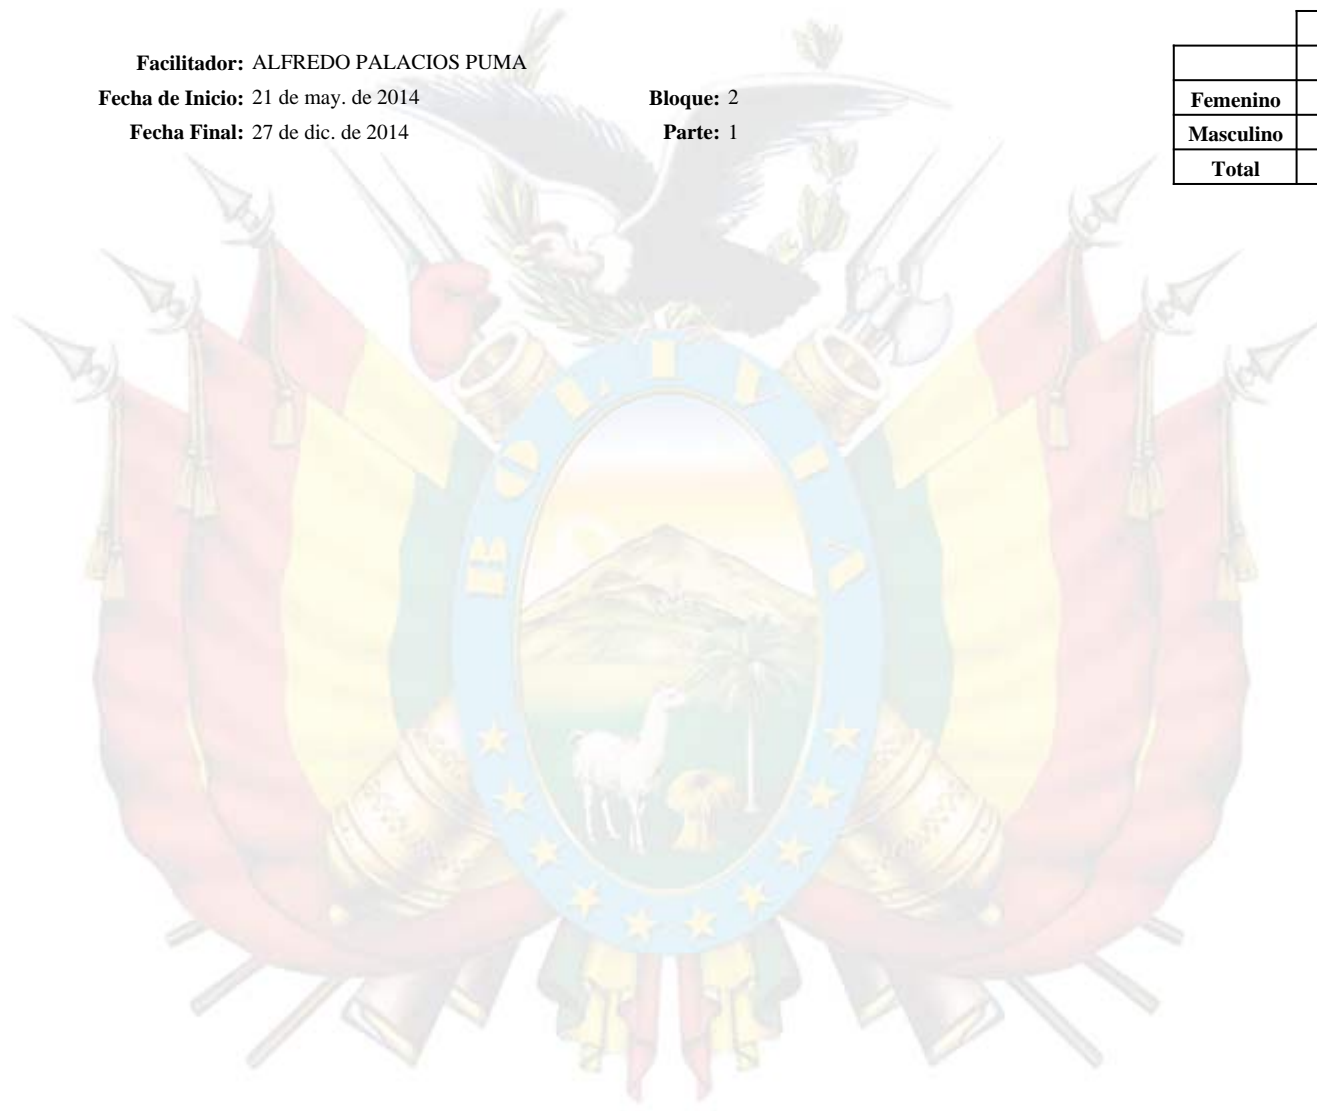 Facilitador: ALFREDO PALACIOS PUMA
Fecha de Inicio: 21 de may. de 2014 Bloque: 2
Fecha Final: 27 de dic. de 2014 Parte: 1
Femenino
Masculino
Total
BOLIVIA